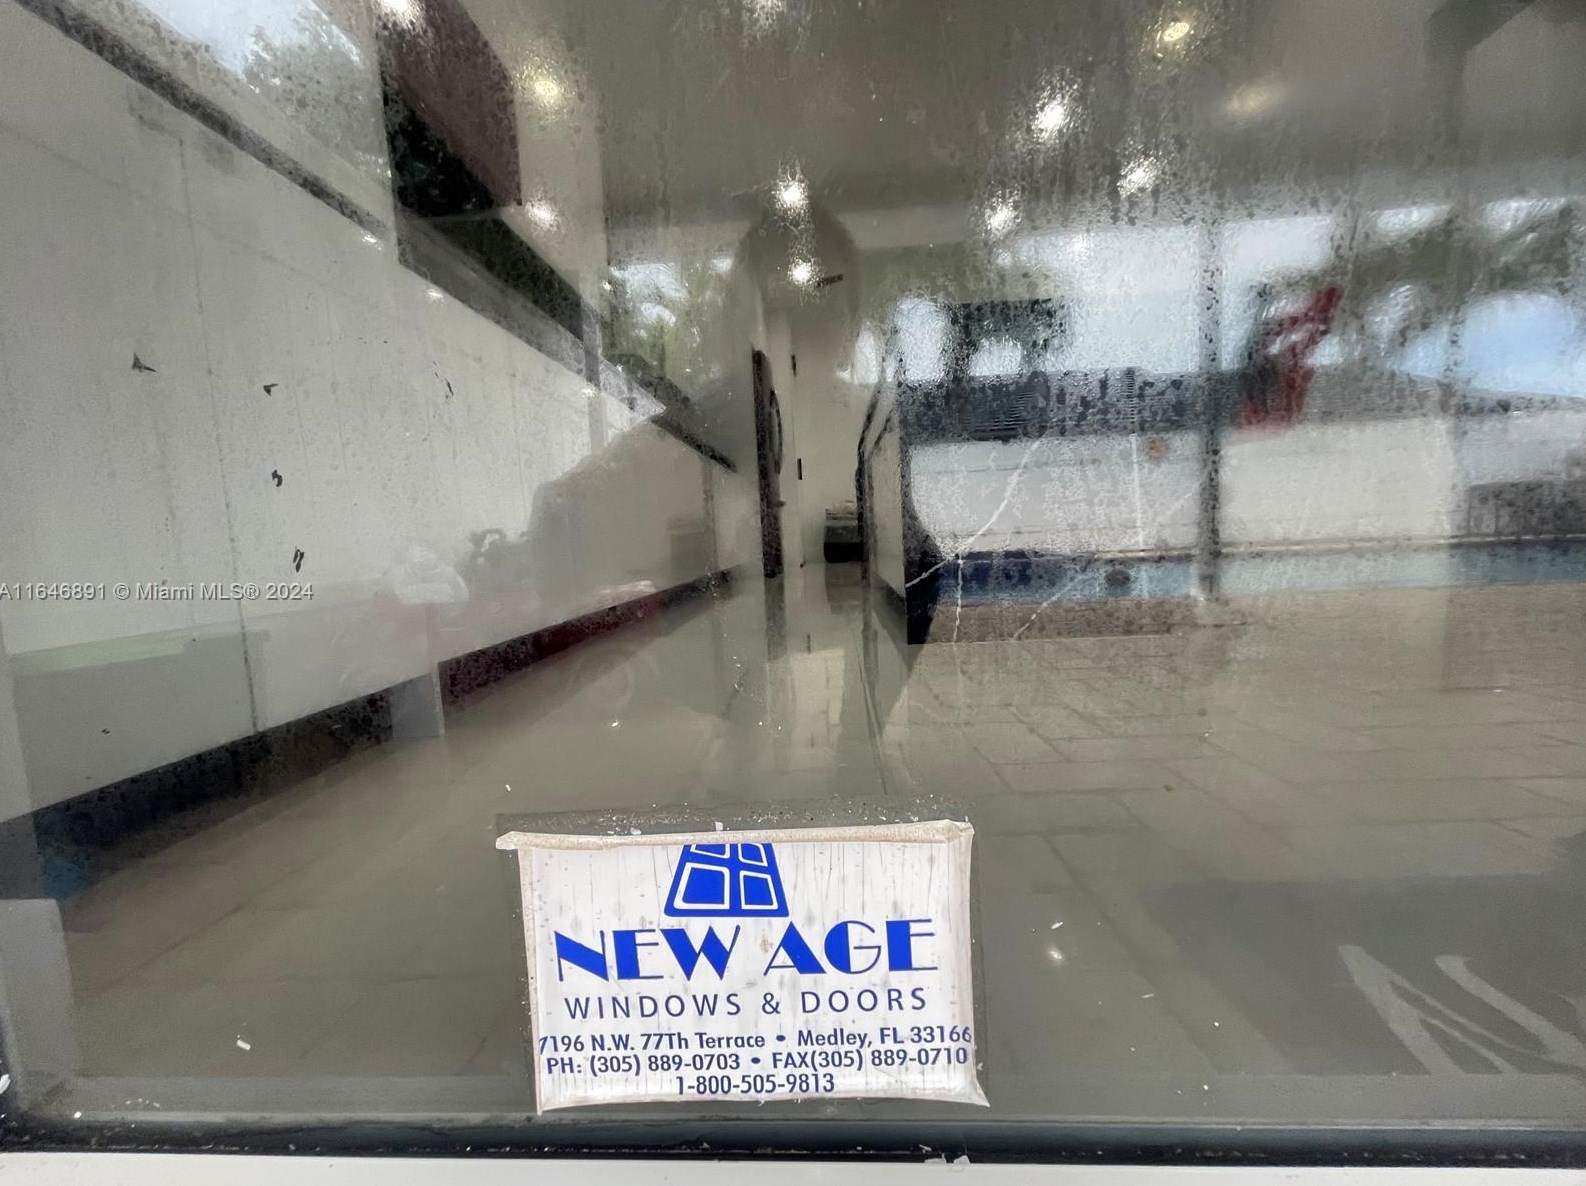 A11646891 © Miami MLS® 2024
NEW AGE
WINDOWS & DOORS
7196 N.W. 77Th Terrace • Medley, FL 33166
PH: (305) 889-0703 • FAX(305) 889-0710
1-800-505-9813